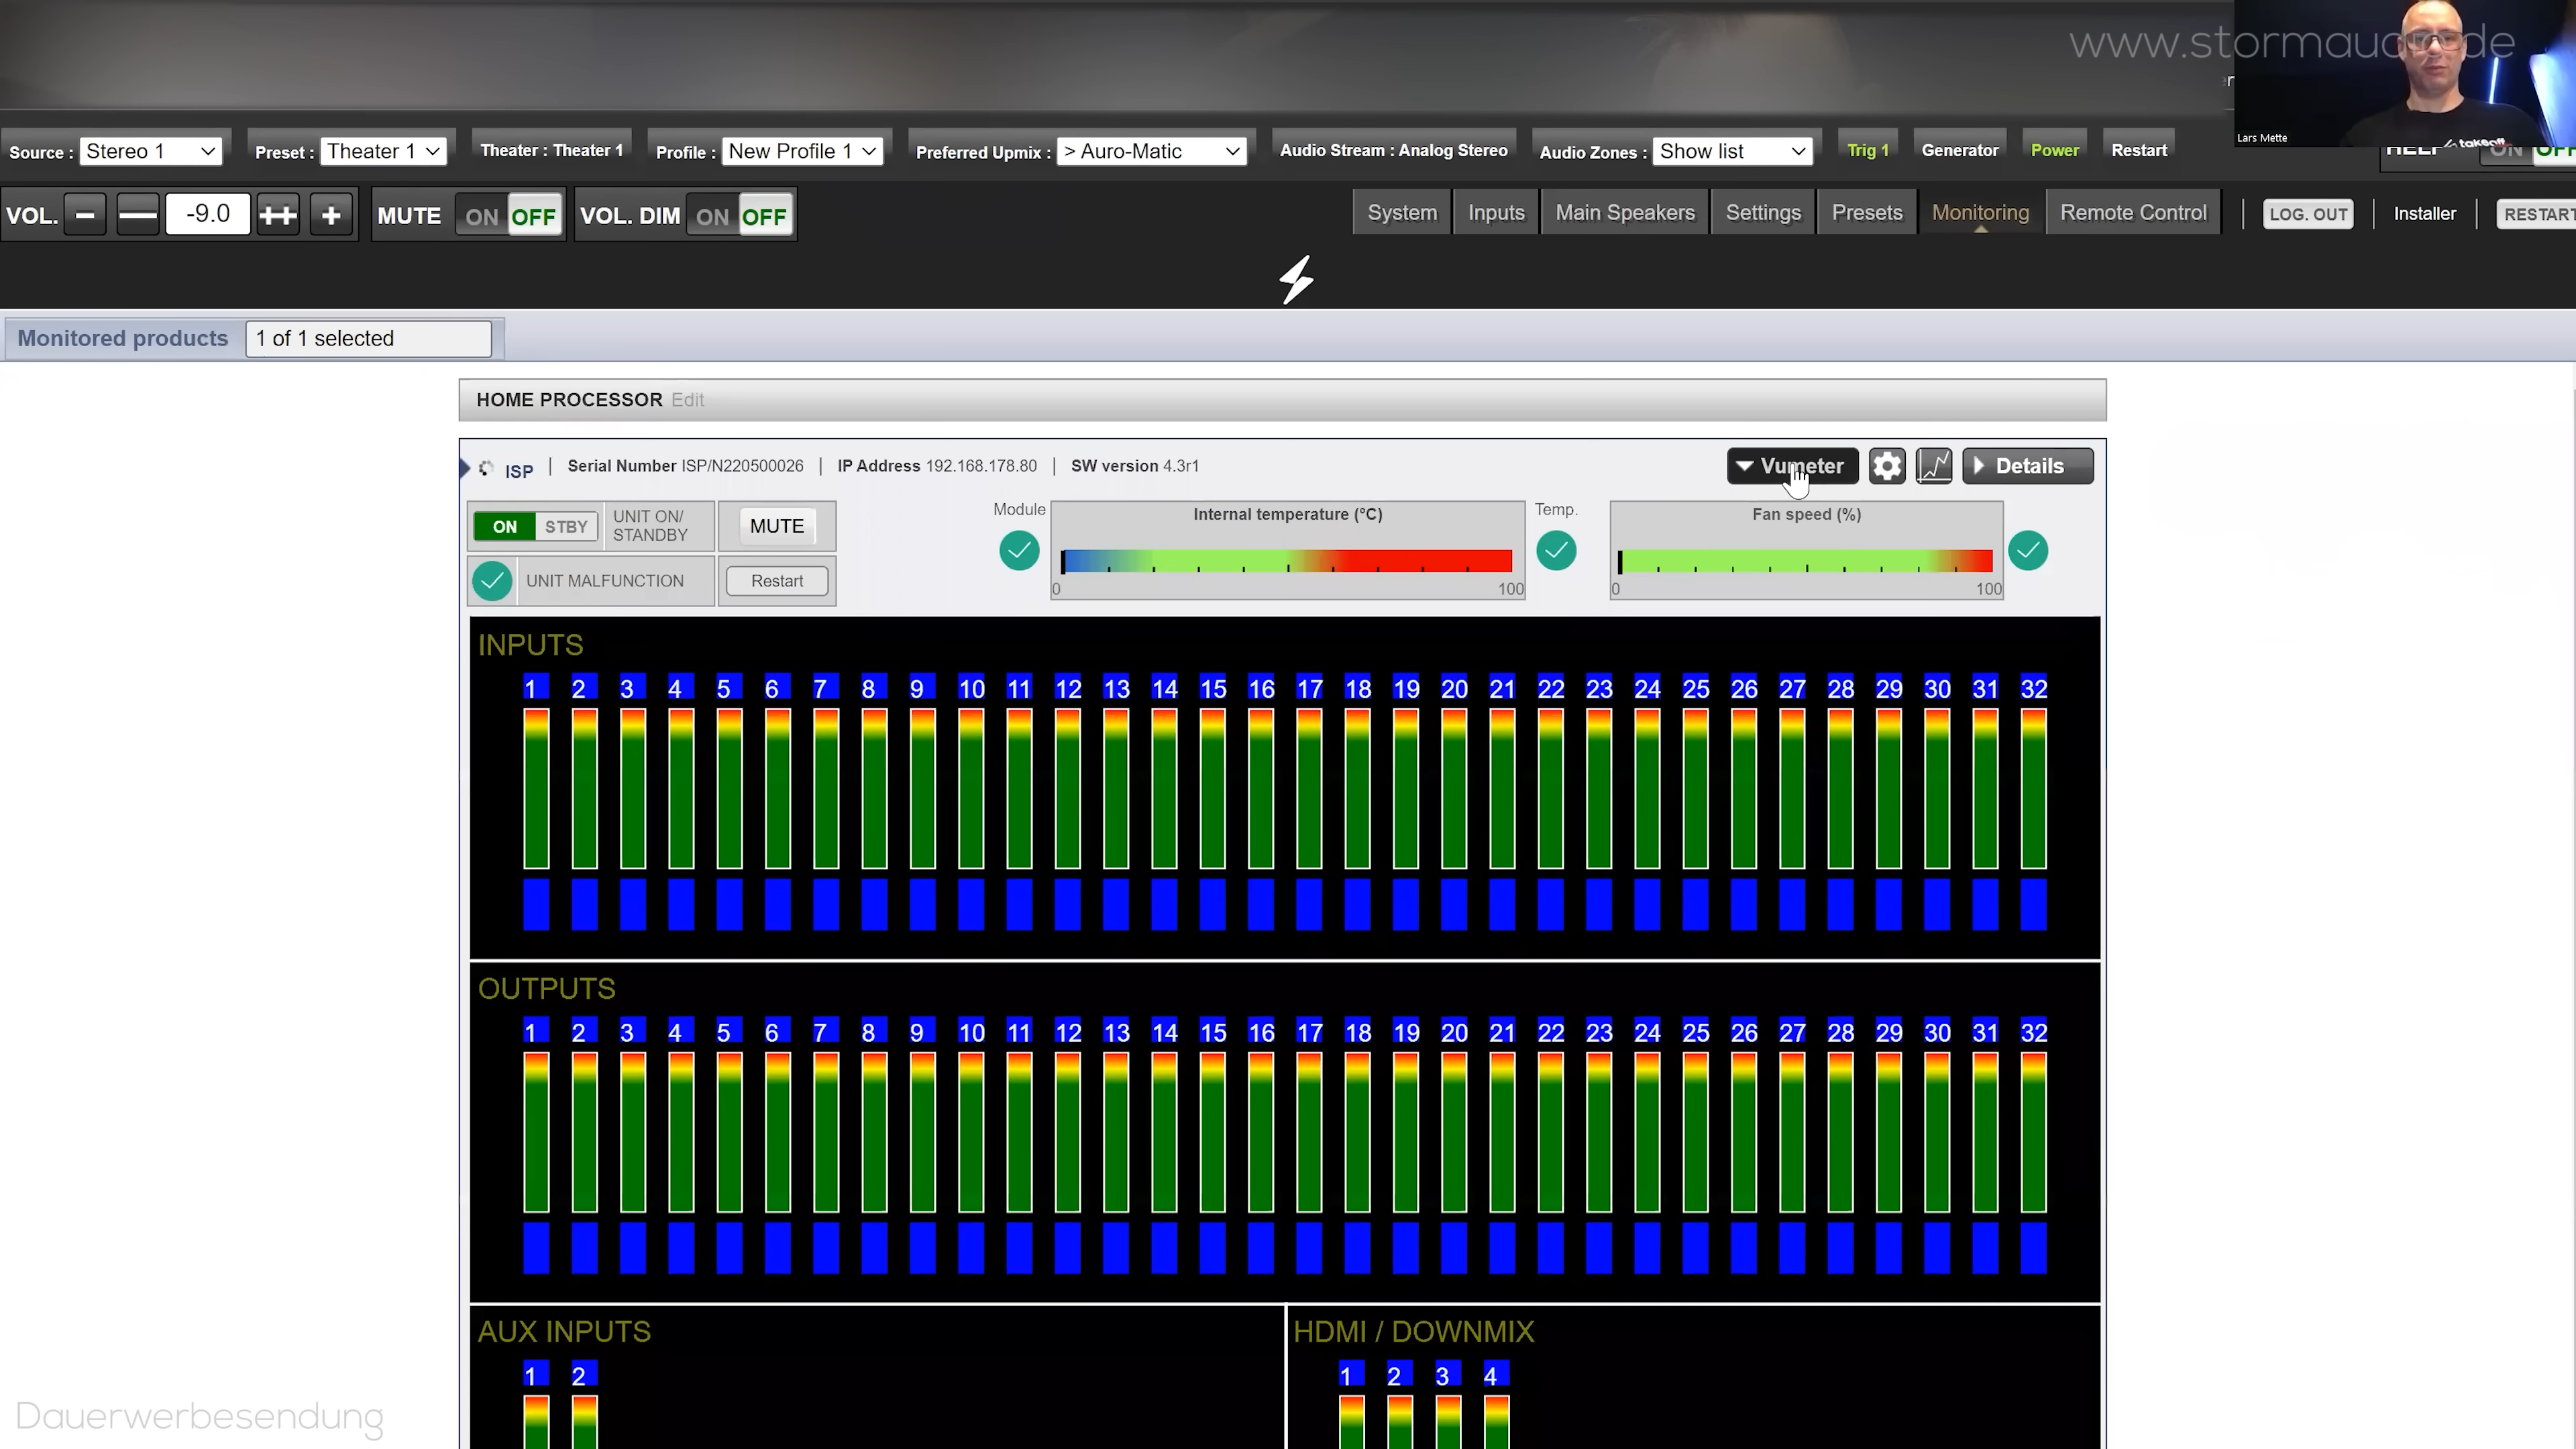 www.stormaudio.de
Lars Mette
takeoff
Source : Stereo 1 Preset : Theater 1 Theater : Theater 1 Profile : New Profile 1 Preferred Upmix : > Auro-Matic Audio Stream : Analog Stereo Audio Zones : Show list Trig 1 Generator Power Restart HELP ON OFF
VOL. - -9.0 ++ + MUTE ON OFF VOL. DIM ON OFF System Inputs Main Speakers Settings Presets Monitoring Remote Control LOG. OUT Installer RESTART
Monitored products 1 of 1 selected
HOME PROCESSOR Edit
ISP Serial Number ISP/N220500026 IP Address 192.168.178.80 SW version 4.3r1 Vumeter Details
ON STBY UNIT ON/ STANDBY MUTE Module Internal temperature (°C) Temp. Fan speed (%)
UNIT MALFUNCTION Restart 0 100 0 100
INPUTS
1 2 3 4 5 6 7 8 9 10 11 12 13 14 15 16 17 18 19 20 21 22 23 24 25 26 27 28 29 30 31 32
OUTPUTS
1 2 3 4 5 6 7 8 9 10 11 12 13 14 15 16 17 18 19 20 21 22 23 24 25 26 27 28 29 30 31 32
AUX INPUTS HDMI / DOWNMIX
1 2 1 2 3 4
Dauerwerbesendung